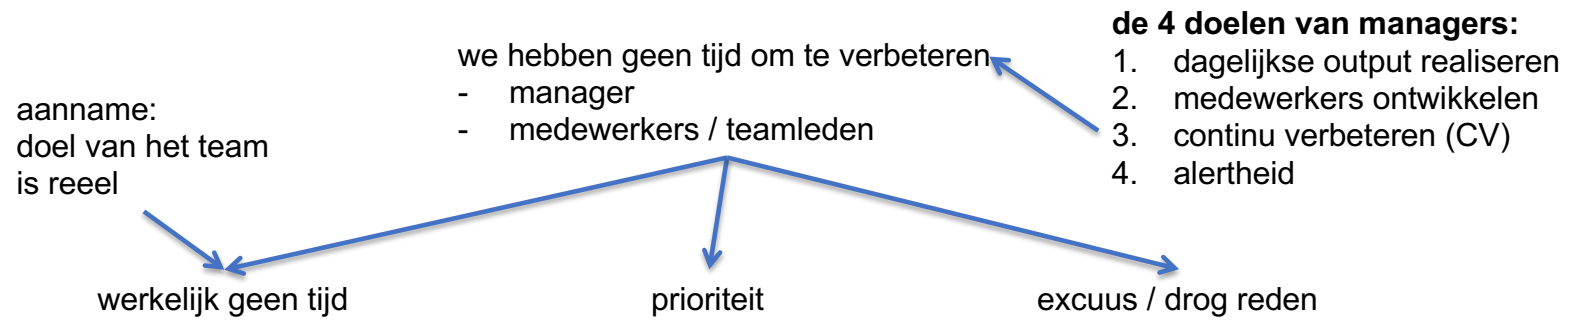 de 4 doelen van managers:
1. dagelijkse output realiseren
2. medewerkers ontwikkelen
3. continu verbeteren (CV)
4. alertheid
we hebben geen tijd om te verbeteren
- manager
- medewerkers / teamleden
aanname:
doel van het team
is reeel
werkelijk geen tijd
prioriteit
excuus / drog reden